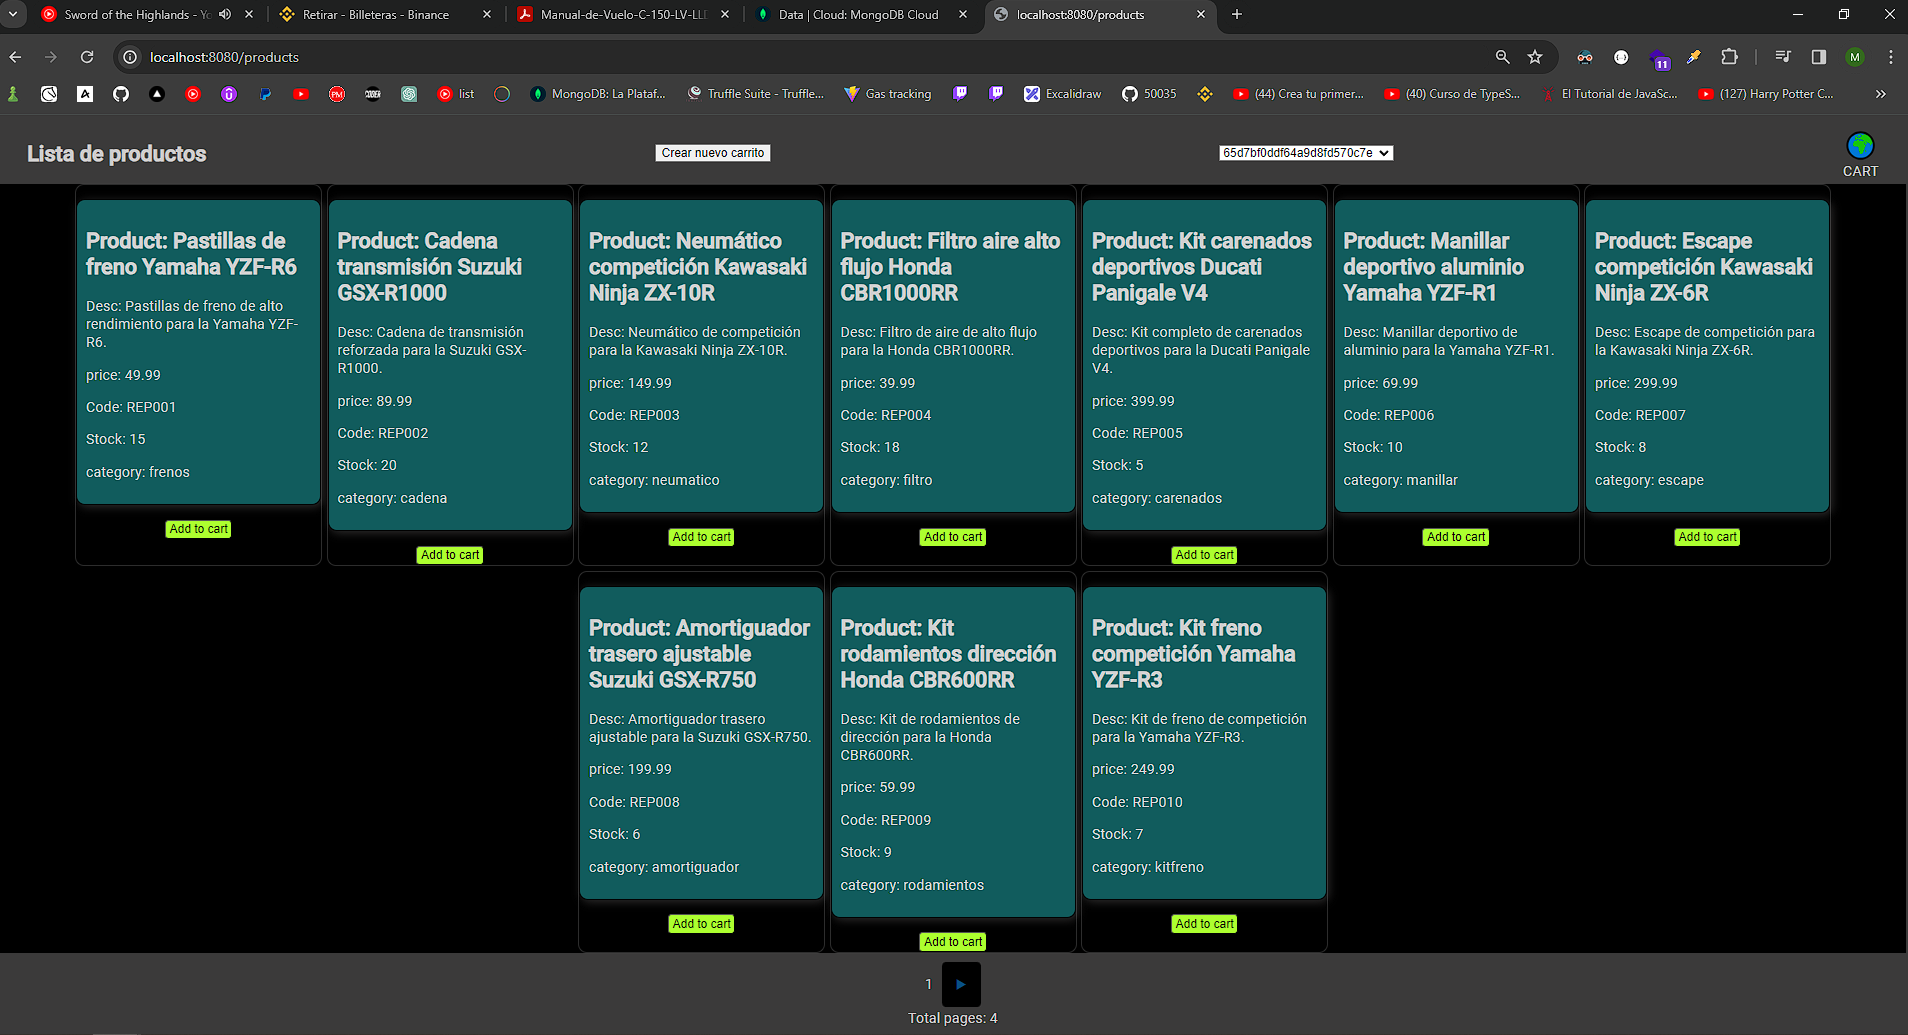 Sword of the Highlands - Yo
Retirar - Billeteras - Binance
Manual-de-Vuelo-C-150-LV-LL
Data | Cloud: MongoDB Cloud
localhost:8080/products
localhost:8080/products
11
M
list
MongoDB: La Plataf...
Truffle Suite - Truffle...
Gas tracking
Excalidraw
50035
(44) Crea tu primer...
(40) Curso de TypeS...
El Tutorial de JavaSc...
(127) Harry Potter C...
Lista de productos
Crear nuevo carrito
65d7bf0ddf64a9d8fd570c7e
CART
Product: Pastillas de
freno Yamaha YZF-R6
Desc: Pastillas de freno de alto
rendimiento para la Yamaha YZF-
R6.
price: 49.99
Code: REP001
Stock: 15
category: frenos
Add to cart
Product: Cadena
transmisión Suzuki
GSX-R1000
Desc: Cadena de transmisión
reforzada para la Suzuki GSX-
R1000.
price: 89.99
Code: REP002
Stock: 20
category: cadena
Add to cart
Product: Neumático
competición Kawasaki
Ninja ZX-10R
Desc: Neumático de competición
para la Kawasaki Ninja ZX-10R.
price: 149.99
Code: REP003
Stock: 12
category: neumatico
Add to cart
Product: Filtro aire alto
flujo Honda
CBR1000RR
Desc: Filtro de aire de alto flujo
para la Honda CBR1000RR.
price: 39.99
Code: REP004
Stock: 18
category: filtro
Add to cart
Product: Kit carenados
deportivos Ducati
Panigale V4
Desc: Kit completo de carenados
deportivos para la Ducati Panigale
V4.
price: 399.99
Code: REP005
Stock: 5
category: carenados
Add to cart
Product: Manillar
deportivo aluminio
Yamaha YZF-R1
Desc: Manillar deportivo de
aluminio para la Yamaha YZF-R1.
price: 69.99
Code: REP006
Stock: 10
category: manillar
Add to cart
Product: Escape
competición Kawasaki
Ninja ZX-6R
Desc: Escape de competición para
la Kawasaki Ninja ZX-6R.
price: 299.99
Code: REP007
Stock: 8
category: escape
Add to cart
Product: Amortiguador
trasero ajustable
Suzuki GSX-R750
Desc: Amortiguador trasero
ajustable para la Suzuki GSX-R750.
price: 199.99
Code: REP008
Stock: 6
category: amortiguador
Add to cart
Product: Kit
rodamientos dirección
Honda CBR600RR
Desc: Kit de rodamientos de
dirección para la Honda
CBR600RR.
price: 59.99
Code: REP009
Stock: 9
category: rodamientos
Add to cart
Product: Kit freno
competición Yamaha
YZF-R3
Desc: Kit de freno de competición
para la Yamaha YZF-R3.
price: 249.99
Code: REP010
Stock: 7
category: kitfreno
Add to cart
1
Total pages: 4